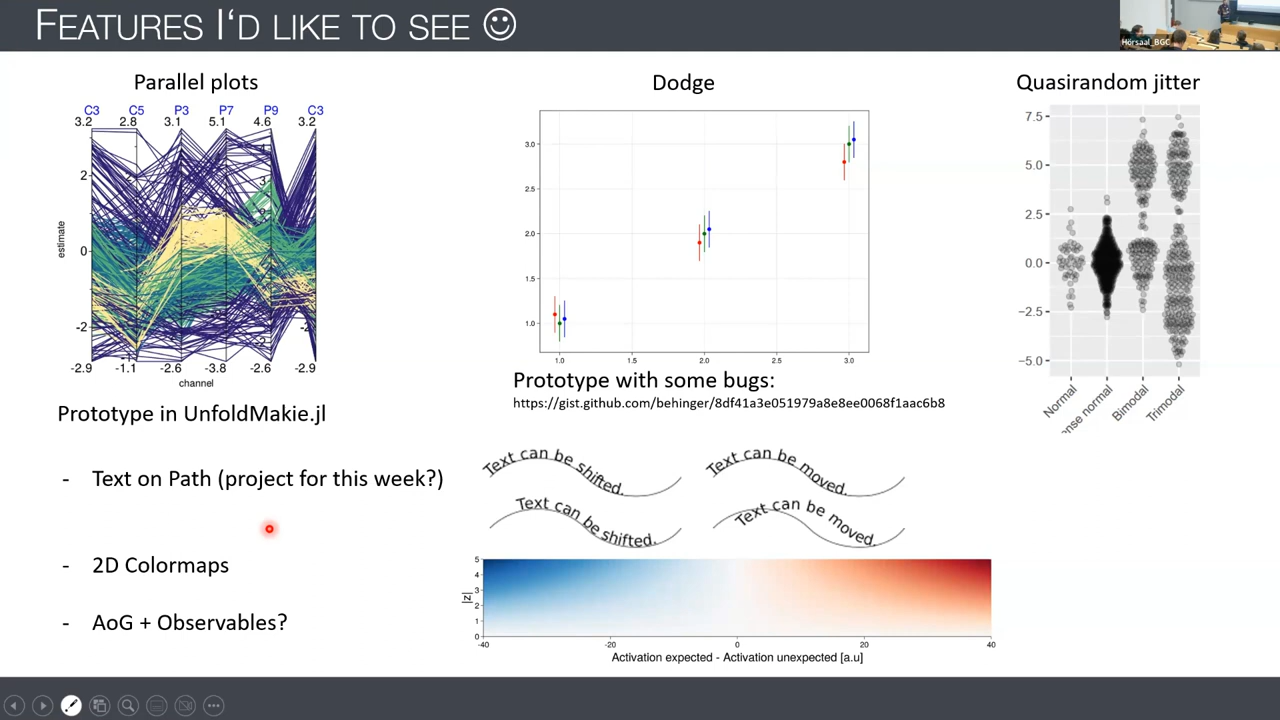 FEATURES I'D LIKE TO SEE ☺
Hörsaal_BGC
Parallel plots
C3 C5 P3 P7 P9 C3
3.2 2.8 3.1 5.1 4.6 3.2
2
0
-2
estimate
-2.9 -1.1 -2.6 -3.8 -2.6 -2.9
channel
Prototype in UnfoldMakie.jl
Dodge
3.0
2.5
2.0
1.5
1.0
1.0 1.5 2.0 2.5 3.0
Prototype with some bugs:
https://gist.github.com/behinger/8df41a3e051979a8e8ee0068f1aac6b8
Quasirandom jitter
7.5
5.0
2.5
0.0
-2.5
-5.0
Normal
nse normal
Bimodal
Trimodal
- Text on Path (project for this week?)
- 2D Colormaps
- AoG + Observables?
Text can be shifted.
Text can be moved.
Text can be shifted.
Text can be moved.
5
4
3
2
1
0
|z|
-40 -20 0 20 40
Activation expected - Activation unexpected [a.u]